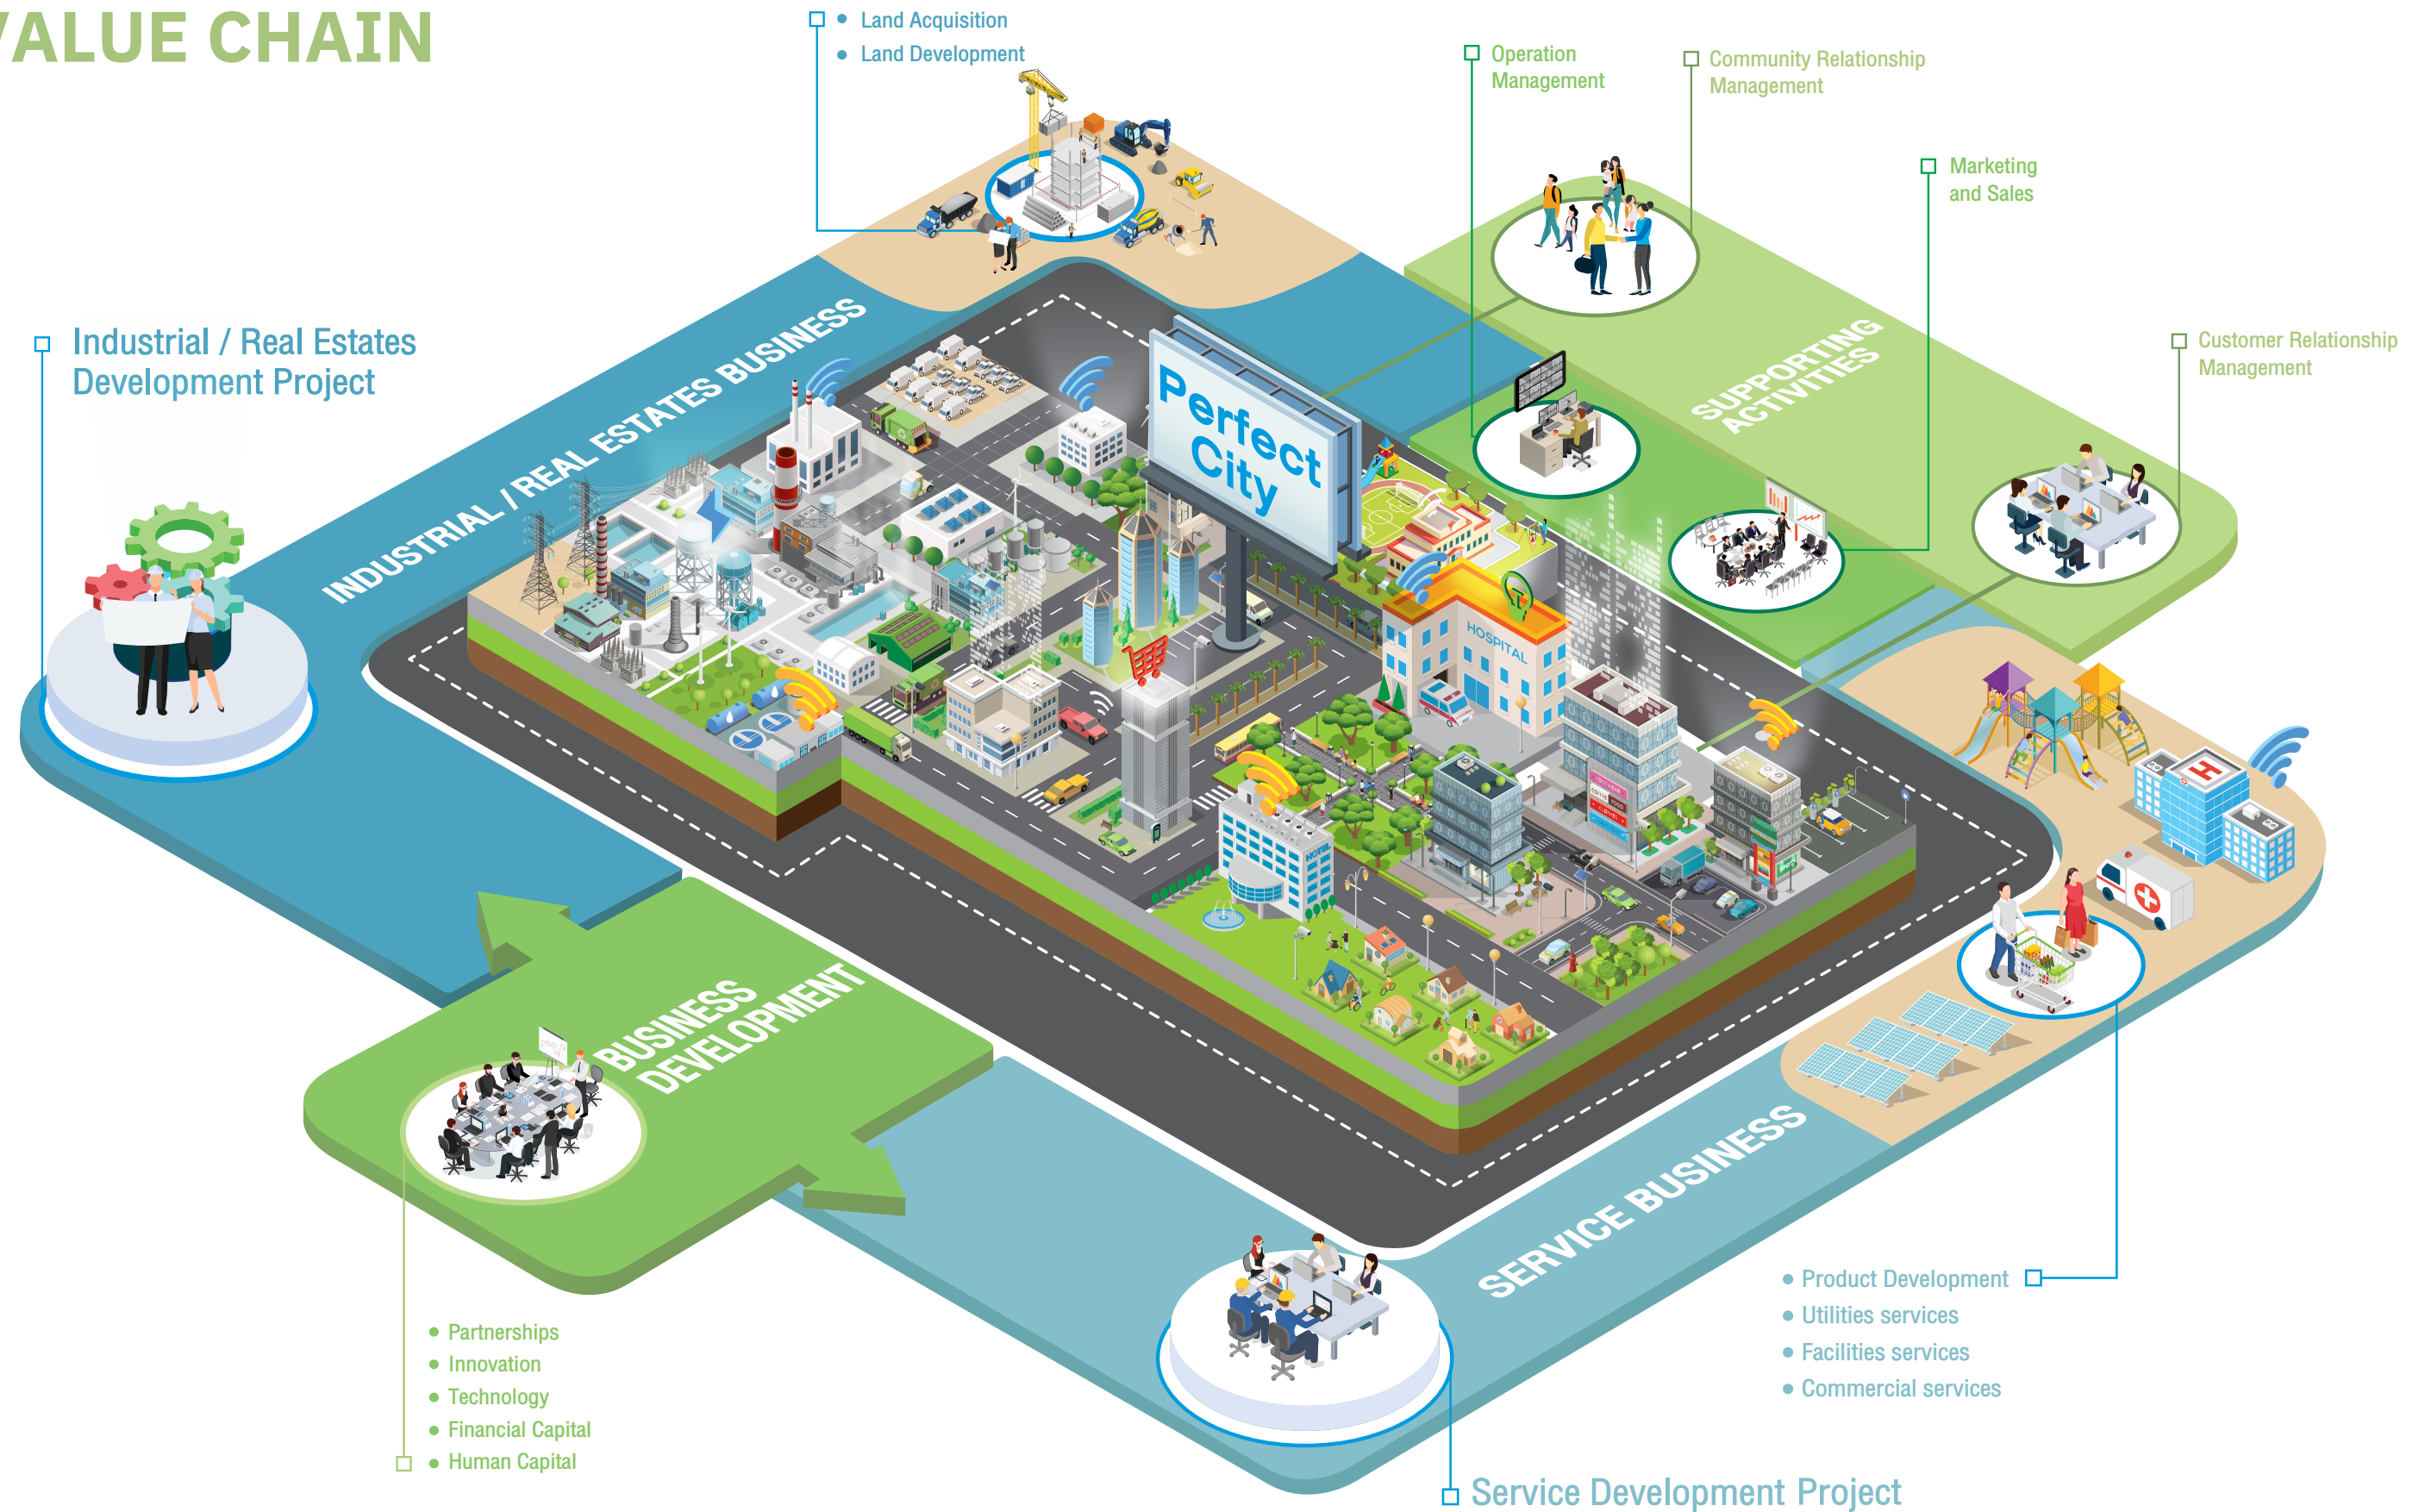 VALUE CHAIN
Land Acquisition
Land Development
Operation
Management
Community Relationship
Management
Marketing
and Sales
Customer Relationship
Management
Industrial / Real Estates
Development Project
INDUSTRIAL / REAL ESTATES BUSINESS
SUPPORTING
ACTIVITIES
Perfect
City
HOSPITAL
H
HOTEL
BUSINESS
DEVELOPMENT
SERVICE BUSINESS
Product Development
Utilities services
Facilities services
Commercial services
Partnerships
Innovation
Technology
Financial Capital
Human Capital
Service Development Project